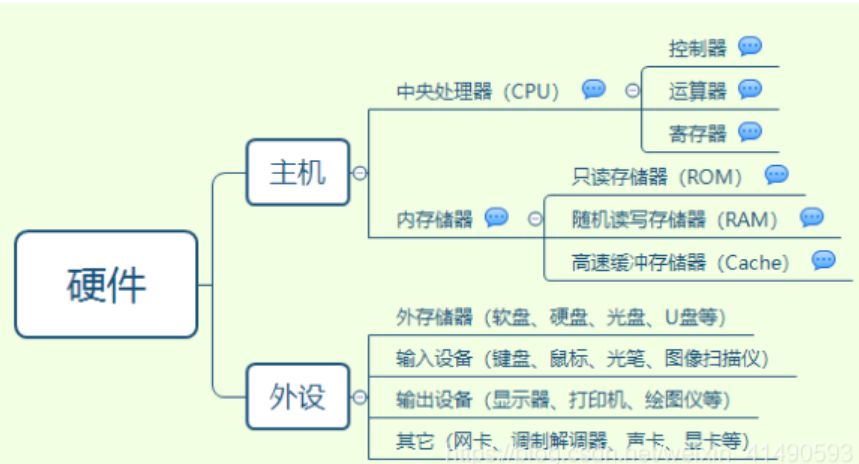 硬件
主机
中央处理器（CPU）
控制器
运算器
寄存器
内存储器
只读存储器（ROM）
随机读写存储器（RAM）
高速缓冲存储器（Cache）
外设
外存储器（软盘、硬盘、光盘、U盘等）
输入设备（键盘、鼠标、光笔、图像扫描仪）
输出设备（显示器、打印机、绘图仪等）
其它（网卡、调制解调器、声卡、显卡等）
https://blog.csdn.net/weixin_41490593